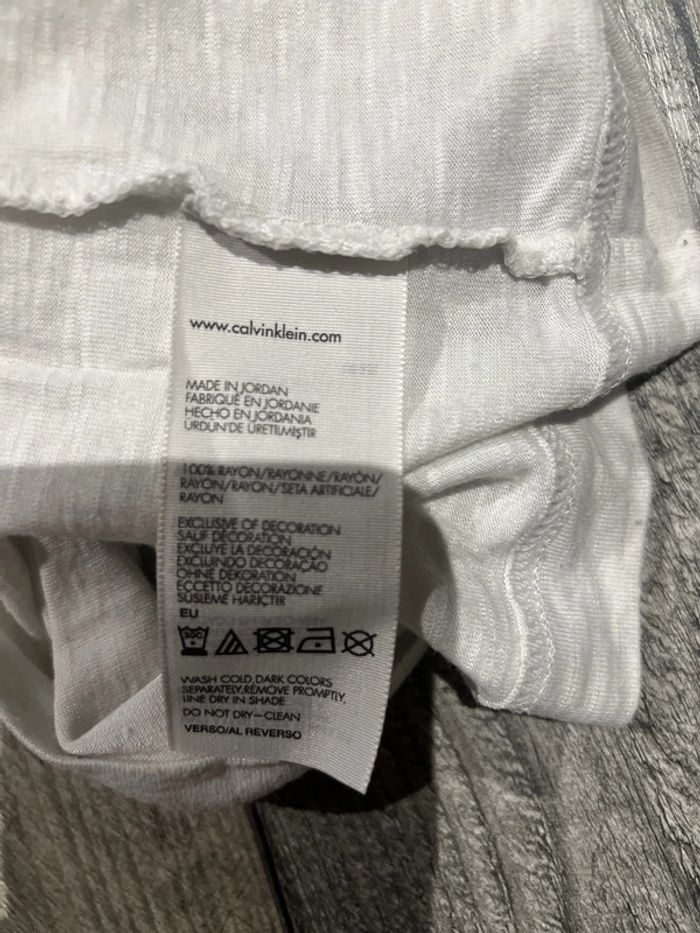 www.calvinklein.com
MADE IN JORDAN
FABRIQUÉ EN JORDANIE
HECHO EN JORDANIA
ÜRDÜN'DE ÜRETİLMİŞTİR
100% RAYON/RAYONNE/RAYÓN/
RAYON/RAYON/SETA ARTIFICIALE/
RAYON
EXCLUSIVE OF DECORATION
SAUF DÉCORATION
EXCLUYE LA DECORACIÓN
EXCLUINDO DECORAÇÃO
OHNE DEKORATION
ECCETTO DECORAZIONE
SÜSLEME HARİÇTİR
EU
WASH COLD,DARK COLORS
SEPARATELY,REMOVE PROMPTLY,
LINE DRY IN SHADE
DO NOT DRY-CLEAN
VERSO/AL REVERSO